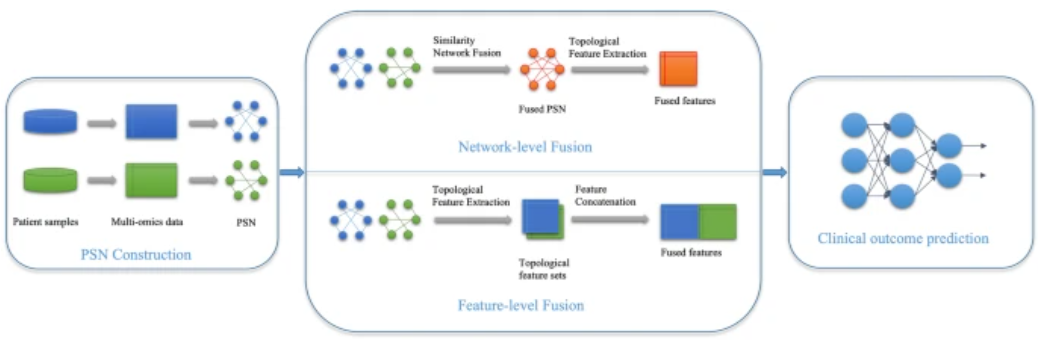 Patient samples
Multi-omics data
PSN
PSN Construction
Similarity
Network Fusion
Topological
Feature Extraction
Fused PSN
Fused features
Network-level Fusion
Topological
Feature Extraction
Feature
Concatenation
Topological
feature sets
Fused features
Feature-level Fusion
Clinical outcome prediction